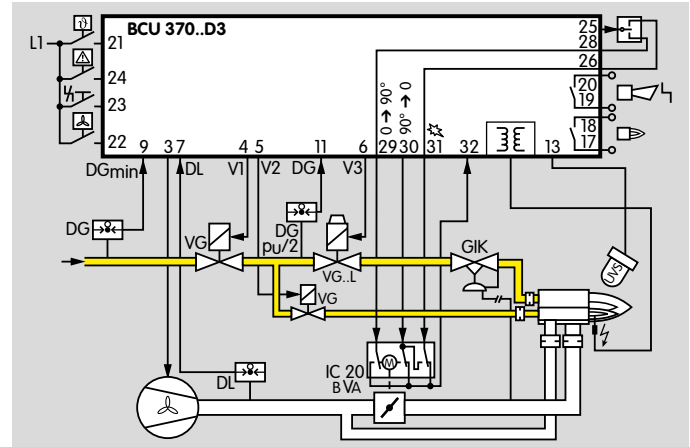 BCU 370..D3
L1
21
24
23
22
25
28
26
20
19
18
17
9
3
7
4
5
11
6
29
30
31
32
13
0 → 90°
90° → 0
DGmin
DL
V1
V2
DG
V3
DG
VG
DG
pu/2
VG..L
GIK
VG
UVS
M
IC 20
BVA
DL